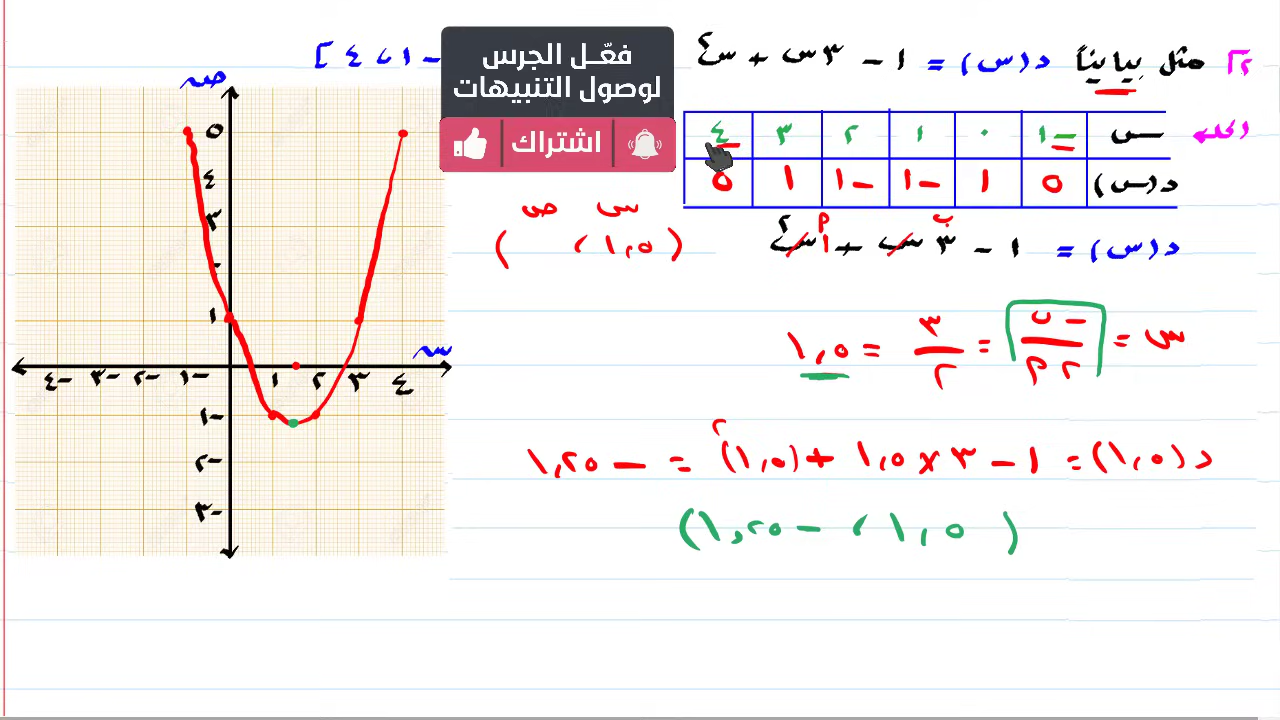 ٢] مثل بيانياً د(س) = ١ − ٣س + س٢
− ١ ، ٤ ]
فعّل الجرس
لوصول التنبيهات
اشتراك
الحل
س −١ ٠ ١ ٢ ٣ ٤
د(س) ٥ ١ −١ −١ ١ ٥
د(س) = ١ − ٣س + ١س٢
ب م
س ص
( ١,٥ ، )
س = −ب / ٢م = ٣ / ٢ = ١,٥
د(١,٥) = ١ − ٣ × ١,٥ + (١,٥)٢ = − ١,٢٥
( ١,٥ ، − ١,٢٥ )
ص
٥
٤
٣
٢
١
س
−٤ −٣ −٢ −١ ١ ٢ ٣ ٤
−١
−٢
−٣